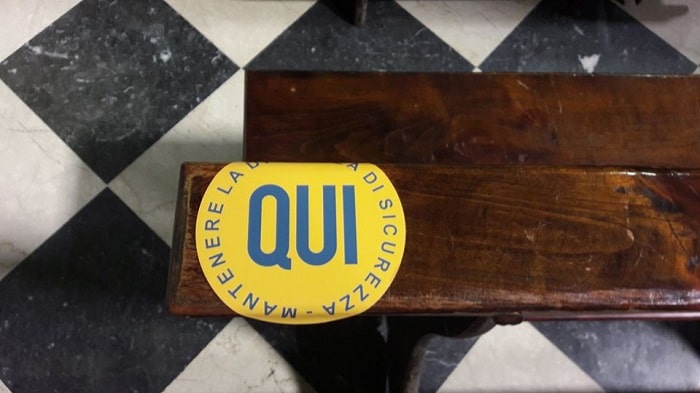 QUI
MANTENERE LA D A DI SICUREZZA -